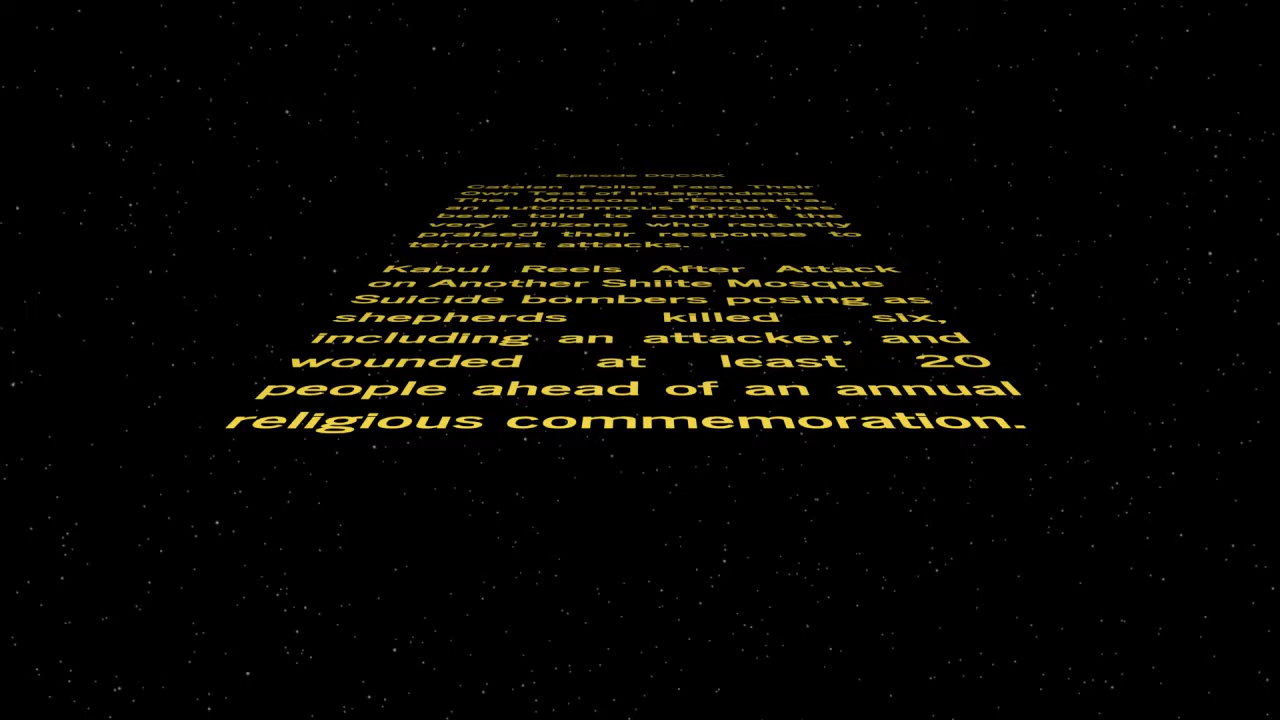 Episode DCCXIX
Catalan Police Face Their
Own Test of Independence
The Mossos d'Esquadra,
an autonomous force, has
been told to confront the
very citizens who recently
praised their response to
terrorist attacks.
Kabul Reels After Attack
on Another Shiite Mosque
Suicide bombers posing as
shepherds killed six,
including an attacker, and
wounded at least 20
people ahead of an annual
religious commemoration.